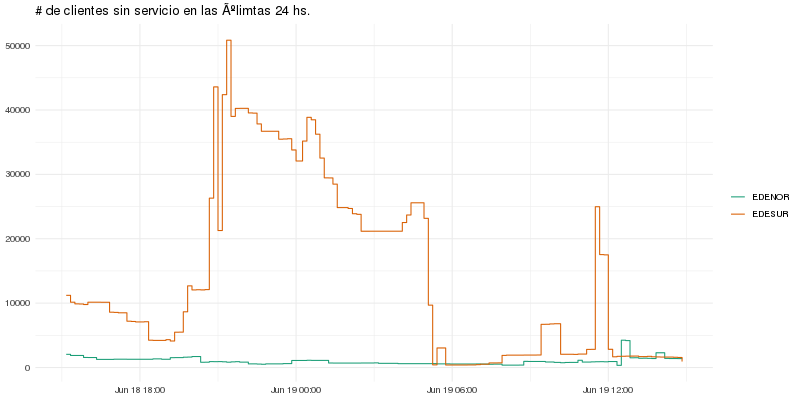 # de clientes sin servicio en las Ãºlimtas 24 hs.
50000
40000
30000
20000
10000
0
Jun 18 18:00
Jun 19 00:00
Jun 19 06:00
Jun 19 12:00
EDENOR
EDESUR